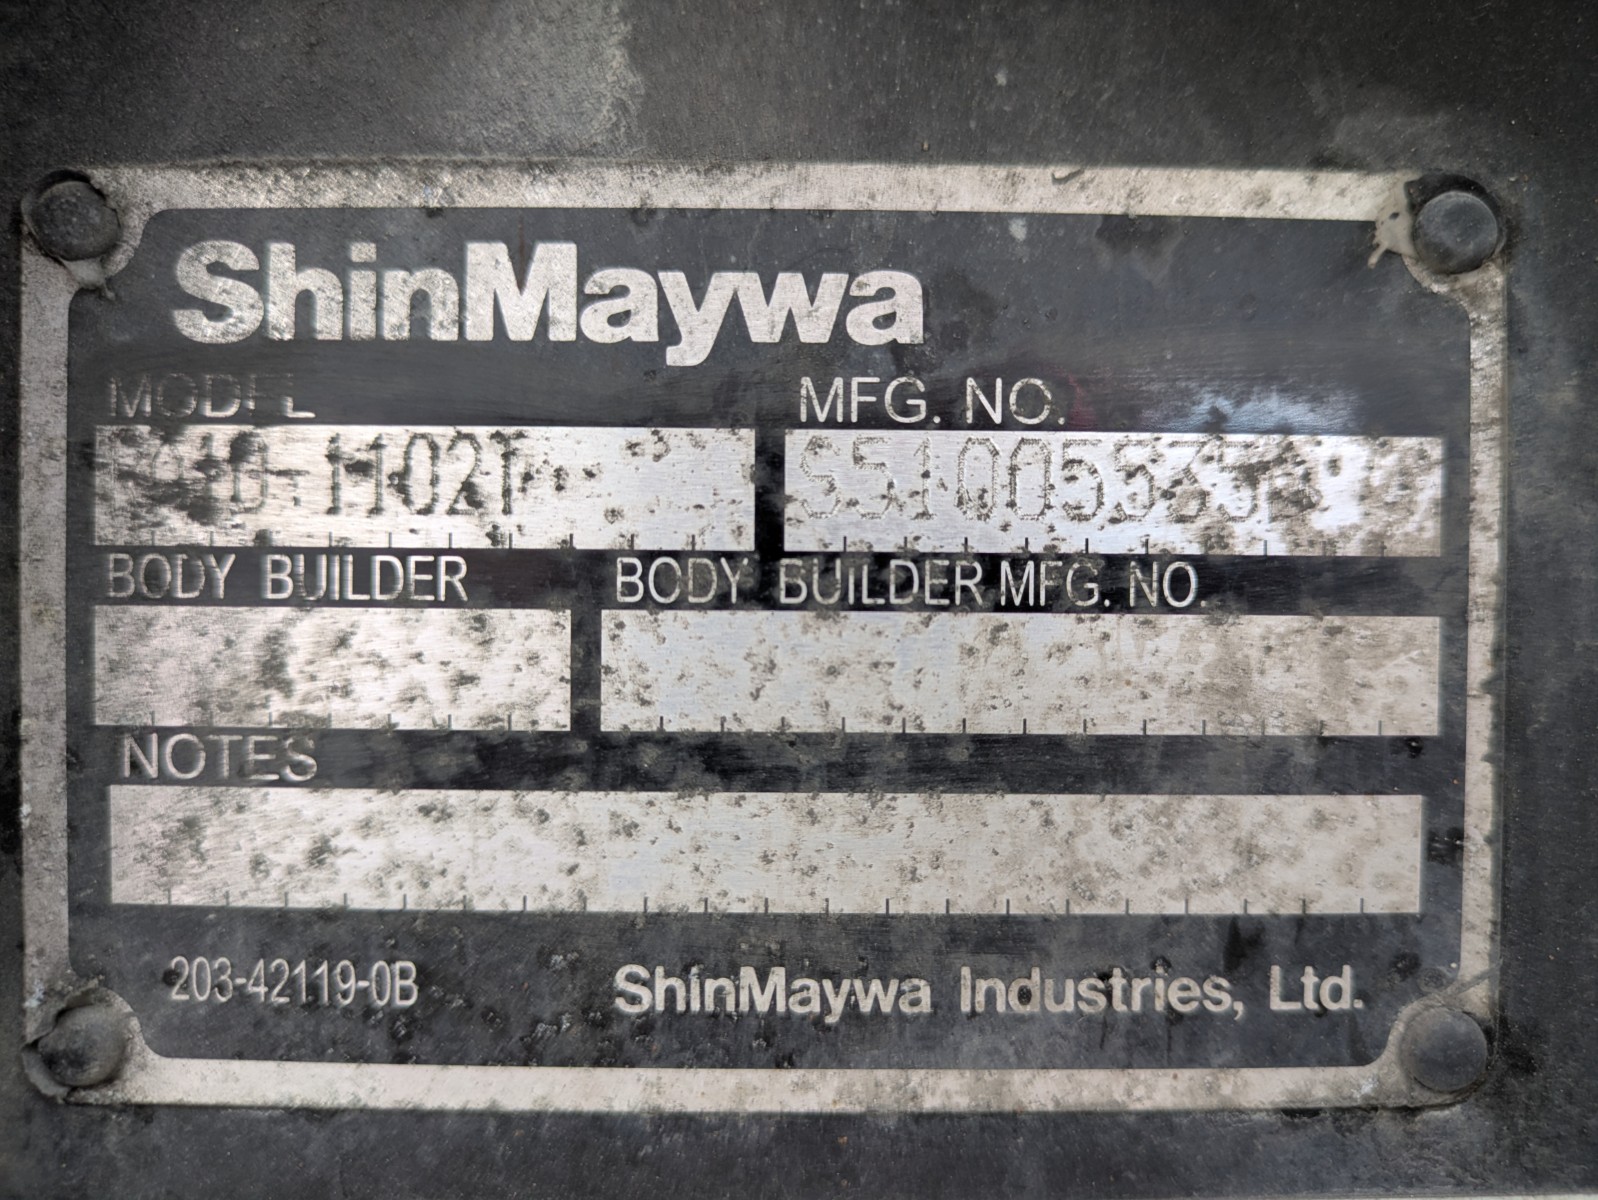 ShinMaywa
MODEL MFG. NO.
BODY BUILDER BODY BUILDER MFG. NO.
NOTES
203-42119-0B ShinMaywa Industries, Ltd.